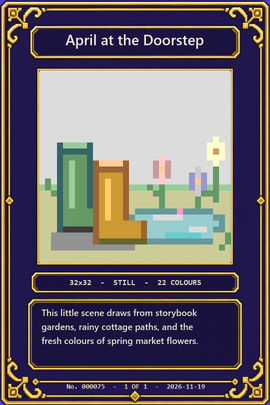 April at the Doorstep
32x32 - STILL - 22 COLOURS
This little scene draws from storybook
gardens, rainy cottage paths, and the
fresh colours of spring market flowers.
No. 000075 - 1 OF 1 - 2026-11-19